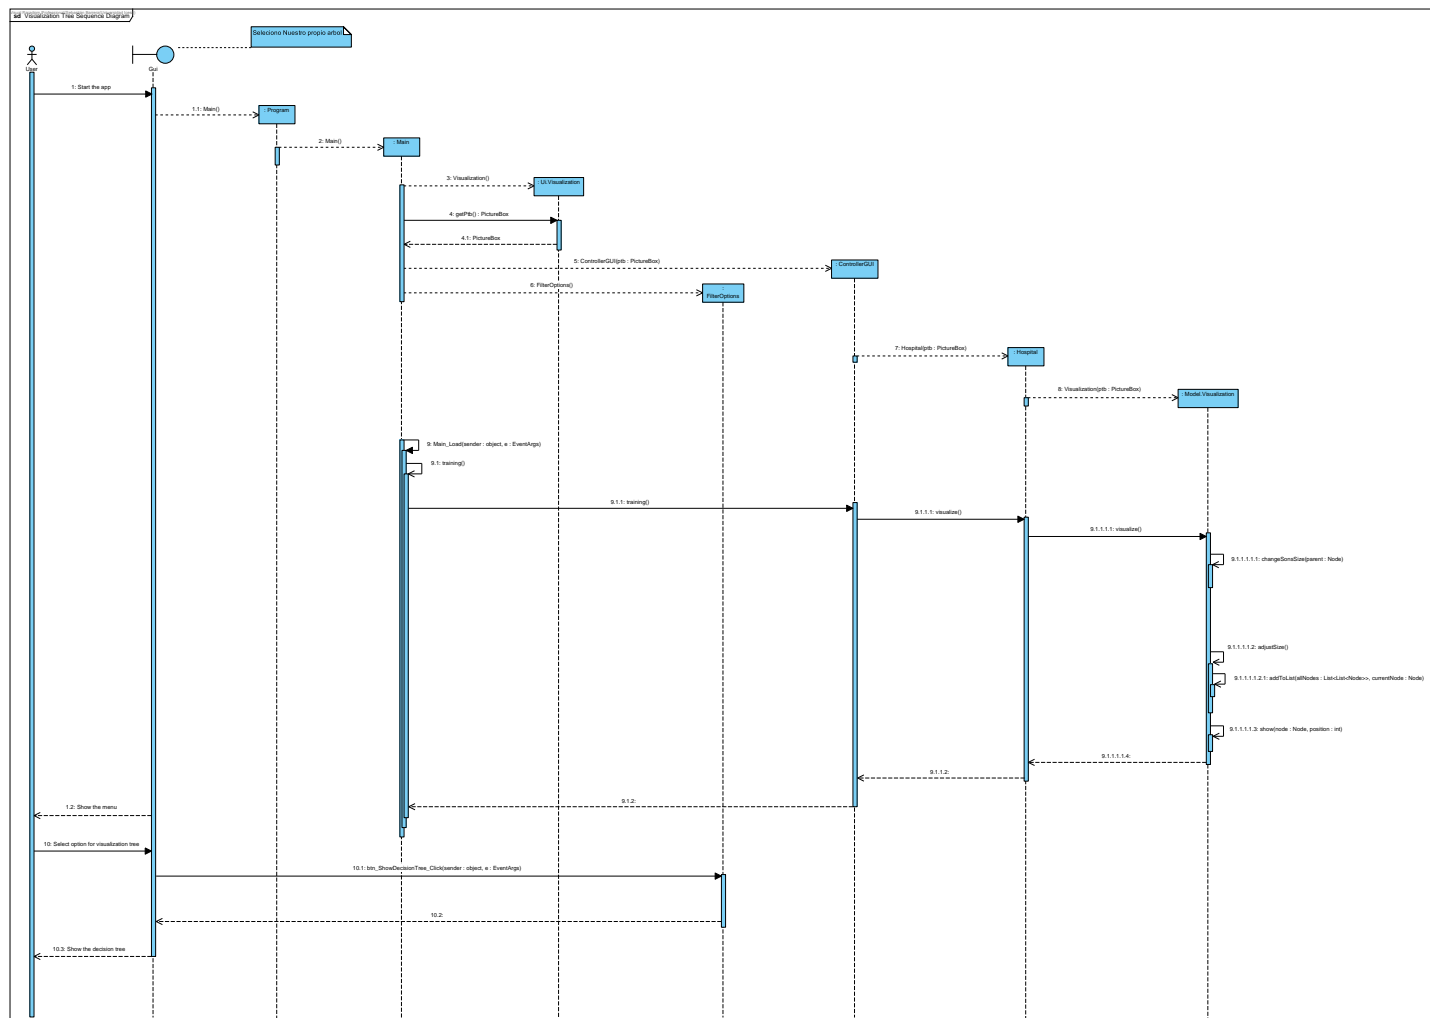 sd Visualization Tree Sequence Diagram
Seleciono Nuestro propio arbol
User
Gui
1: Start the app
1.1: Main()
: Program
2: Main()
: Main
3: Visualization()
: UI.Visualization
4: getPtb() : PictureBox
4.1: PictureBox
5: ControllerGUI(ptb : PictureBox)
: ControllerGUI
6: FilterOptions()
:
FilterOptions
7: Hospital(ptb : PictureBox)
: Hospital
8: Visualization(ptb : PictureBox)
: Model.Visualization
9: Main_Load(sender : object, e : EventArgs)
9.1: training()
9.1.1: training()
9.1.1.1: visualize()
9.1.1.1.1: visualize()
9.1.1.1.1.1: changeSonsSize(parent : Node)
9.1.1.1.1.2: adjustSize()
9.1.1.1.1.2.1: addToList(allNodes : List<List<Node>>, currentNode : Node)
9.1.1.1.1.3: show(node : Node, position : int)
9.1.1.1.1.4:
9.1.1.2:
9.1.2:
1.2: Show the menu
10: Select option for visualization tree
10.1: btn_ShowDecisionTree_Click(sender : object, e : EventArgs)
10.2:
10.3: Show the decision tree